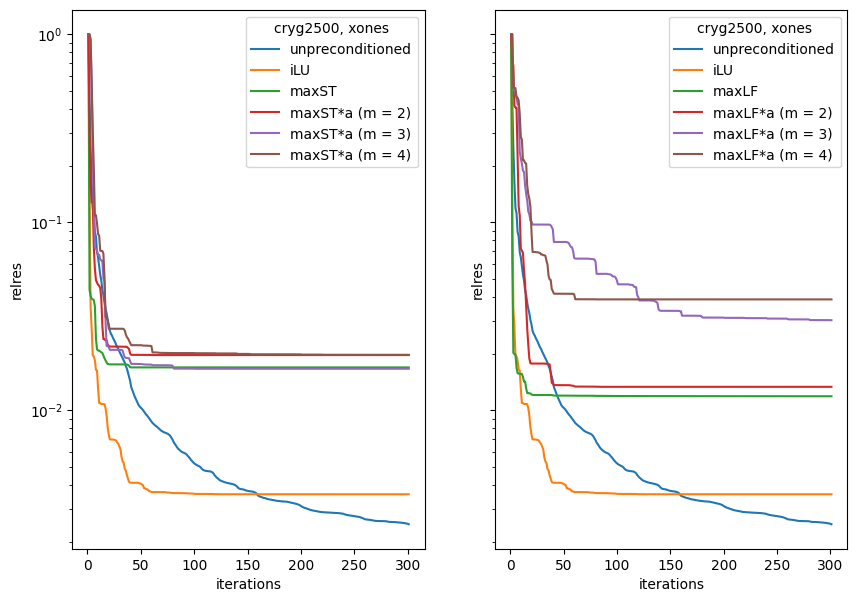 cryg2500, xones
unpreconditioned
iLU
maxST
maxST*a (m = 2)
maxST*a (m = 3)
maxST*a (m = 4)
10⁰
10⁻¹
10⁻²
relres
0 50 100 150 200 250 300
iterations
cryg2500, xones
unpreconditioned
iLU
maxLF
maxLF*a (m = 2)
maxLF*a (m = 3)
maxLF*a (m = 4)
relres
0 50 100 150 200 250 300
iterations